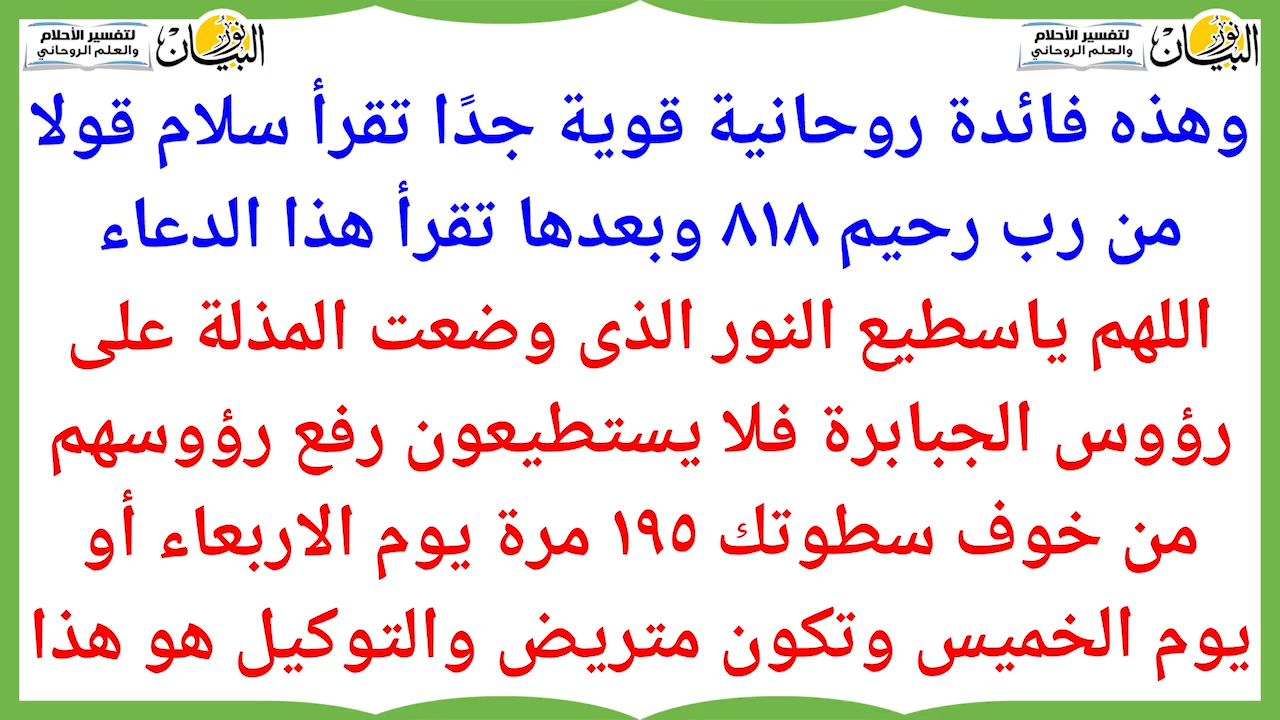 لتفسير الأحلام
والعلم الروحاني
نور
البيان
لتفسير الأحلام
والعلم الروحاني
نور
البيان
وهذه فائدة روحانية قوية جدًا تقرأ سلام قولا
من رب رحيم ٨١٨ وبعدها تقرأ هذا الدعاء
اللهم ياسطيع النور الذى وضعت المذلة على
رؤوس الجبابرة فلا يستطيعون رفع رؤوسهم
من خوف سطوتك ١٩٥ مرة يوم الاربعاء أو
يوم الخميس وتكون متريض والتوكيل هو هذا